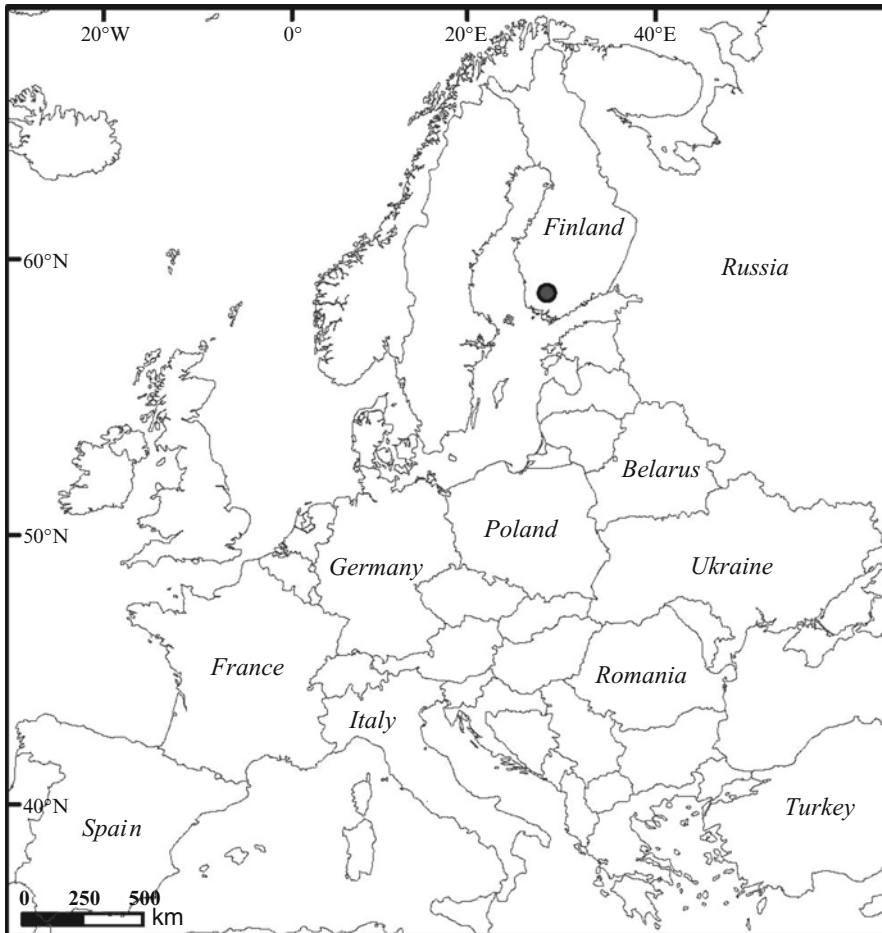 20°W 0° 20°E 40°E
Finland
60°N
Russia
Belarus
Poland
50°N
Germany
Ukraine
France
Romania
Italy
40°N
Turkey
Spain
0 250 500
km